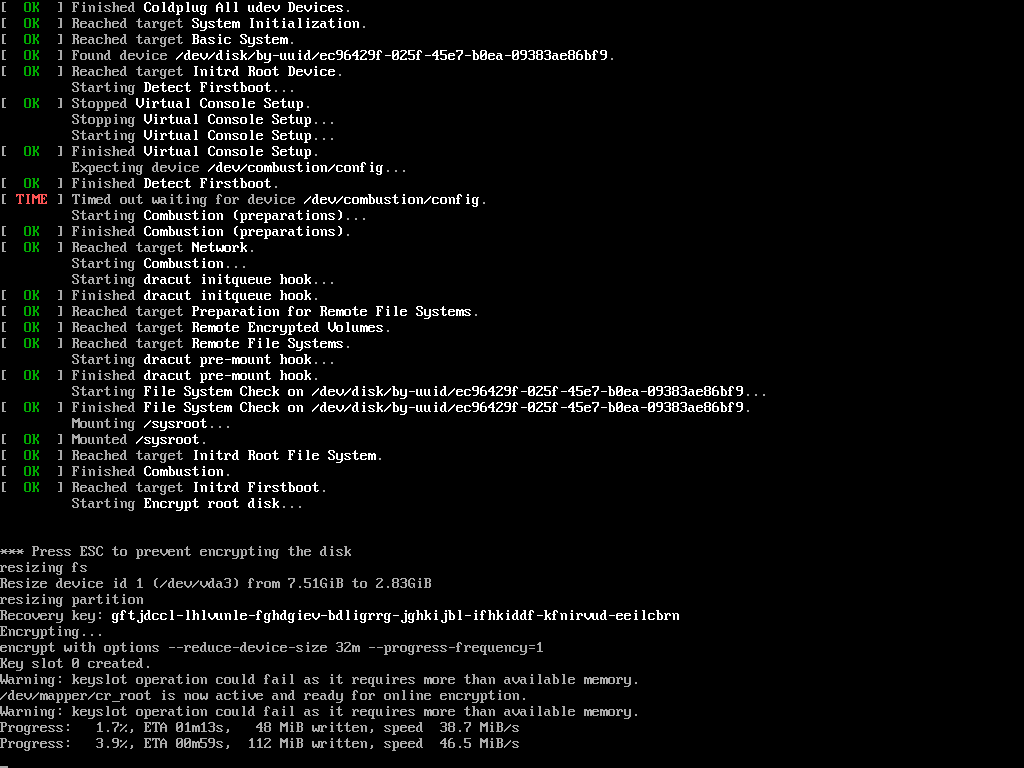 [  OK  ] Finished Coldplug All udev Devices.
[  OK  ] Reached target System Initialization.
[  OK  ] Reached target Basic System.
[  OK  ] Found device /dev/disk/by-uuid/ec96429f-025f-45e7-b0ea-09383ae86bf9.
[  OK  ] Reached target Initrd Root Device.
         Starting Detect Firstboot...
[  OK  ] Stopped Virtual Console Setup.
         Stopping Virtual Console Setup...
         Starting Virtual Console Setup...
[  OK  ] Finished Virtual Console Setup.
         Expecting device /dev/combustion/config...
[  OK  ] Finished Detect Firstboot.
[ TIME ] Timed out waiting for device /dev/combustion/config.
         Starting Combustion (preparations)...
[  OK  ] Finished Combustion (preparations).
[  OK  ] Reached target Network.
         Starting Combustion...
         Starting dracut initqueue hook...
[  OK  ] Finished dracut initqueue hook.
[  OK  ] Reached target Preparation for Remote File Systems.
[  OK  ] Reached target Remote Encrypted Volumes.
[  OK  ] Reached target Remote File Systems.
         Starting dracut pre-mount hook...
[  OK  ] Finished dracut pre-mount hook.
         Starting File System Check on /dev/disk/by-uuid/ec96429f-025f-45e7-b0ea-09383ae86bf9...
[  OK  ] Finished File System Check on /dev/disk/by-uuid/ec96429f-025f-45e7-b0ea-09383ae86bf9.
         Mounting /sysroot...
[  OK  ] Mounted /sysroot.
[  OK  ] Reached target Initrd Root File System.
[  OK  ] Finished Combustion.
[  OK  ] Reached target Initrd Firstboot.
         Starting Encrypt root disk...
*** Press ESC to prevent encrypting the disk
resizing fs
Resize device id 1 (/dev/vda3) from 7.51GiB to 2.83GiB
resizing partition
Recovery key: gftjdccl-lhlvunle-fghdgiev-bdligrrg-jghkijbl-ifhkiddf-kfnirvud-eeilcbrn
Encrypting...
encrypt with options --reduce-device-size 32m --progress-frequency=1
Key slot 0 created.
Warning: keyslot operation could fail as it requires more than available memory.
/dev/mapper/cr_root is now active and ready for online encryption.
Warning: keyslot operation could fail as it requires more than available memory.
Progress:   1.7%, ETA 01m13s,   48 MiB written, speed  38.7 MiB/s
Progress:   3.9%, ETA 00m59s,  112 MiB written, speed  46.5 MiB/s